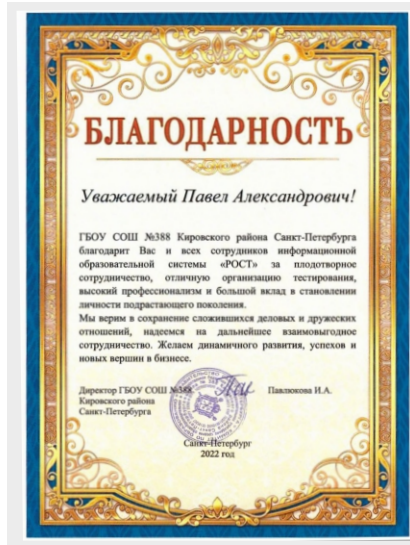 БЛАГОДАРНОСТЬ
Уважаемый Павел Александрович!
ГБОУ СОШ №388 Кировского района Санкт-Петербурга
благодарит Вас и всех сотрудников информационной
образовательной системы «РОСТ» за плодотворное
сотрудничество, отличную организацию тестирования,
высокий профессионализм и большой вклад в становлении
личности подрастающего поколения.
Мы верим в сохранение сложившихся деловых и дружеских
отношений, надеемся на дальнейшее взаимовыгодное
сотрудничество. Желаем динамичного развития, успехов и
новых вершин в бизнесе.
Директор ГБОУ СОШ №388 Павлюкова И.А.
Кировского района
Санкт-Петербурга
Санкт-Петербург
2022 год